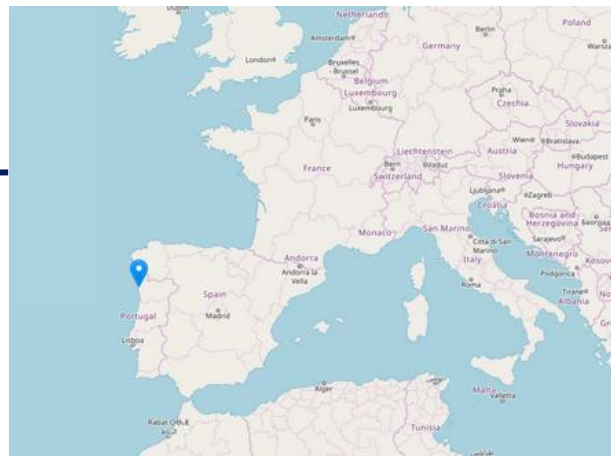 Dublin
Netherlands
Amsterdam
Berlin
Poland
Warsza
London
Germany
Bruxelles
- Brussel
Belgium
Luxembourg
Luxembourg
Praha
Czechia
Paris
Slovakia
Wien
Bratislava
Budapest
Hungary
Liechtenstein
Austria
France
Bern
Vaduz
Switzerland
Slovenia
Ljubljana
Zagreb
Croatia
Bosnia and
Herzegovina
Sarajevo
Monaco
San Marino
Città di San
Marino
Montenegro
Podgorica
Kosovo
Andorra
Andorra la
Vella
Italy
Roma
Tiranë
Albania
Spain
Madrid
Portugal
Lisboa
Alger
Malta
Valletta
Rabat
Tunisia